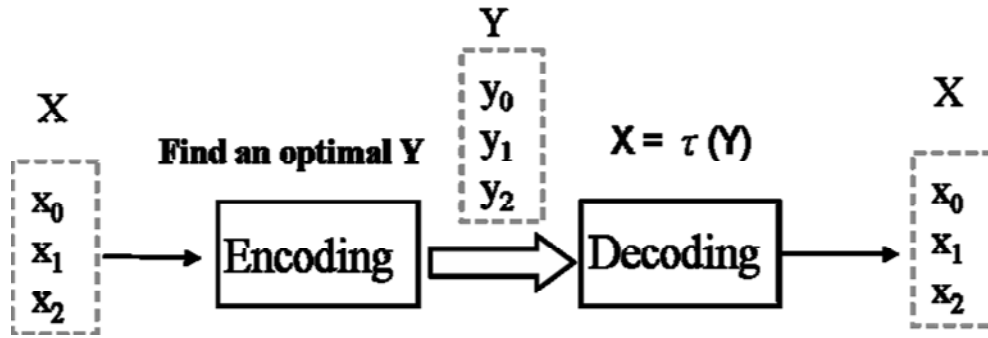 X
x₀
x₁
x₂
Find an optimal Y
Encoding
Y
y₀
y₁
y₂
X = τ (Y)
Decoding
X
x₀
x₁
x₂